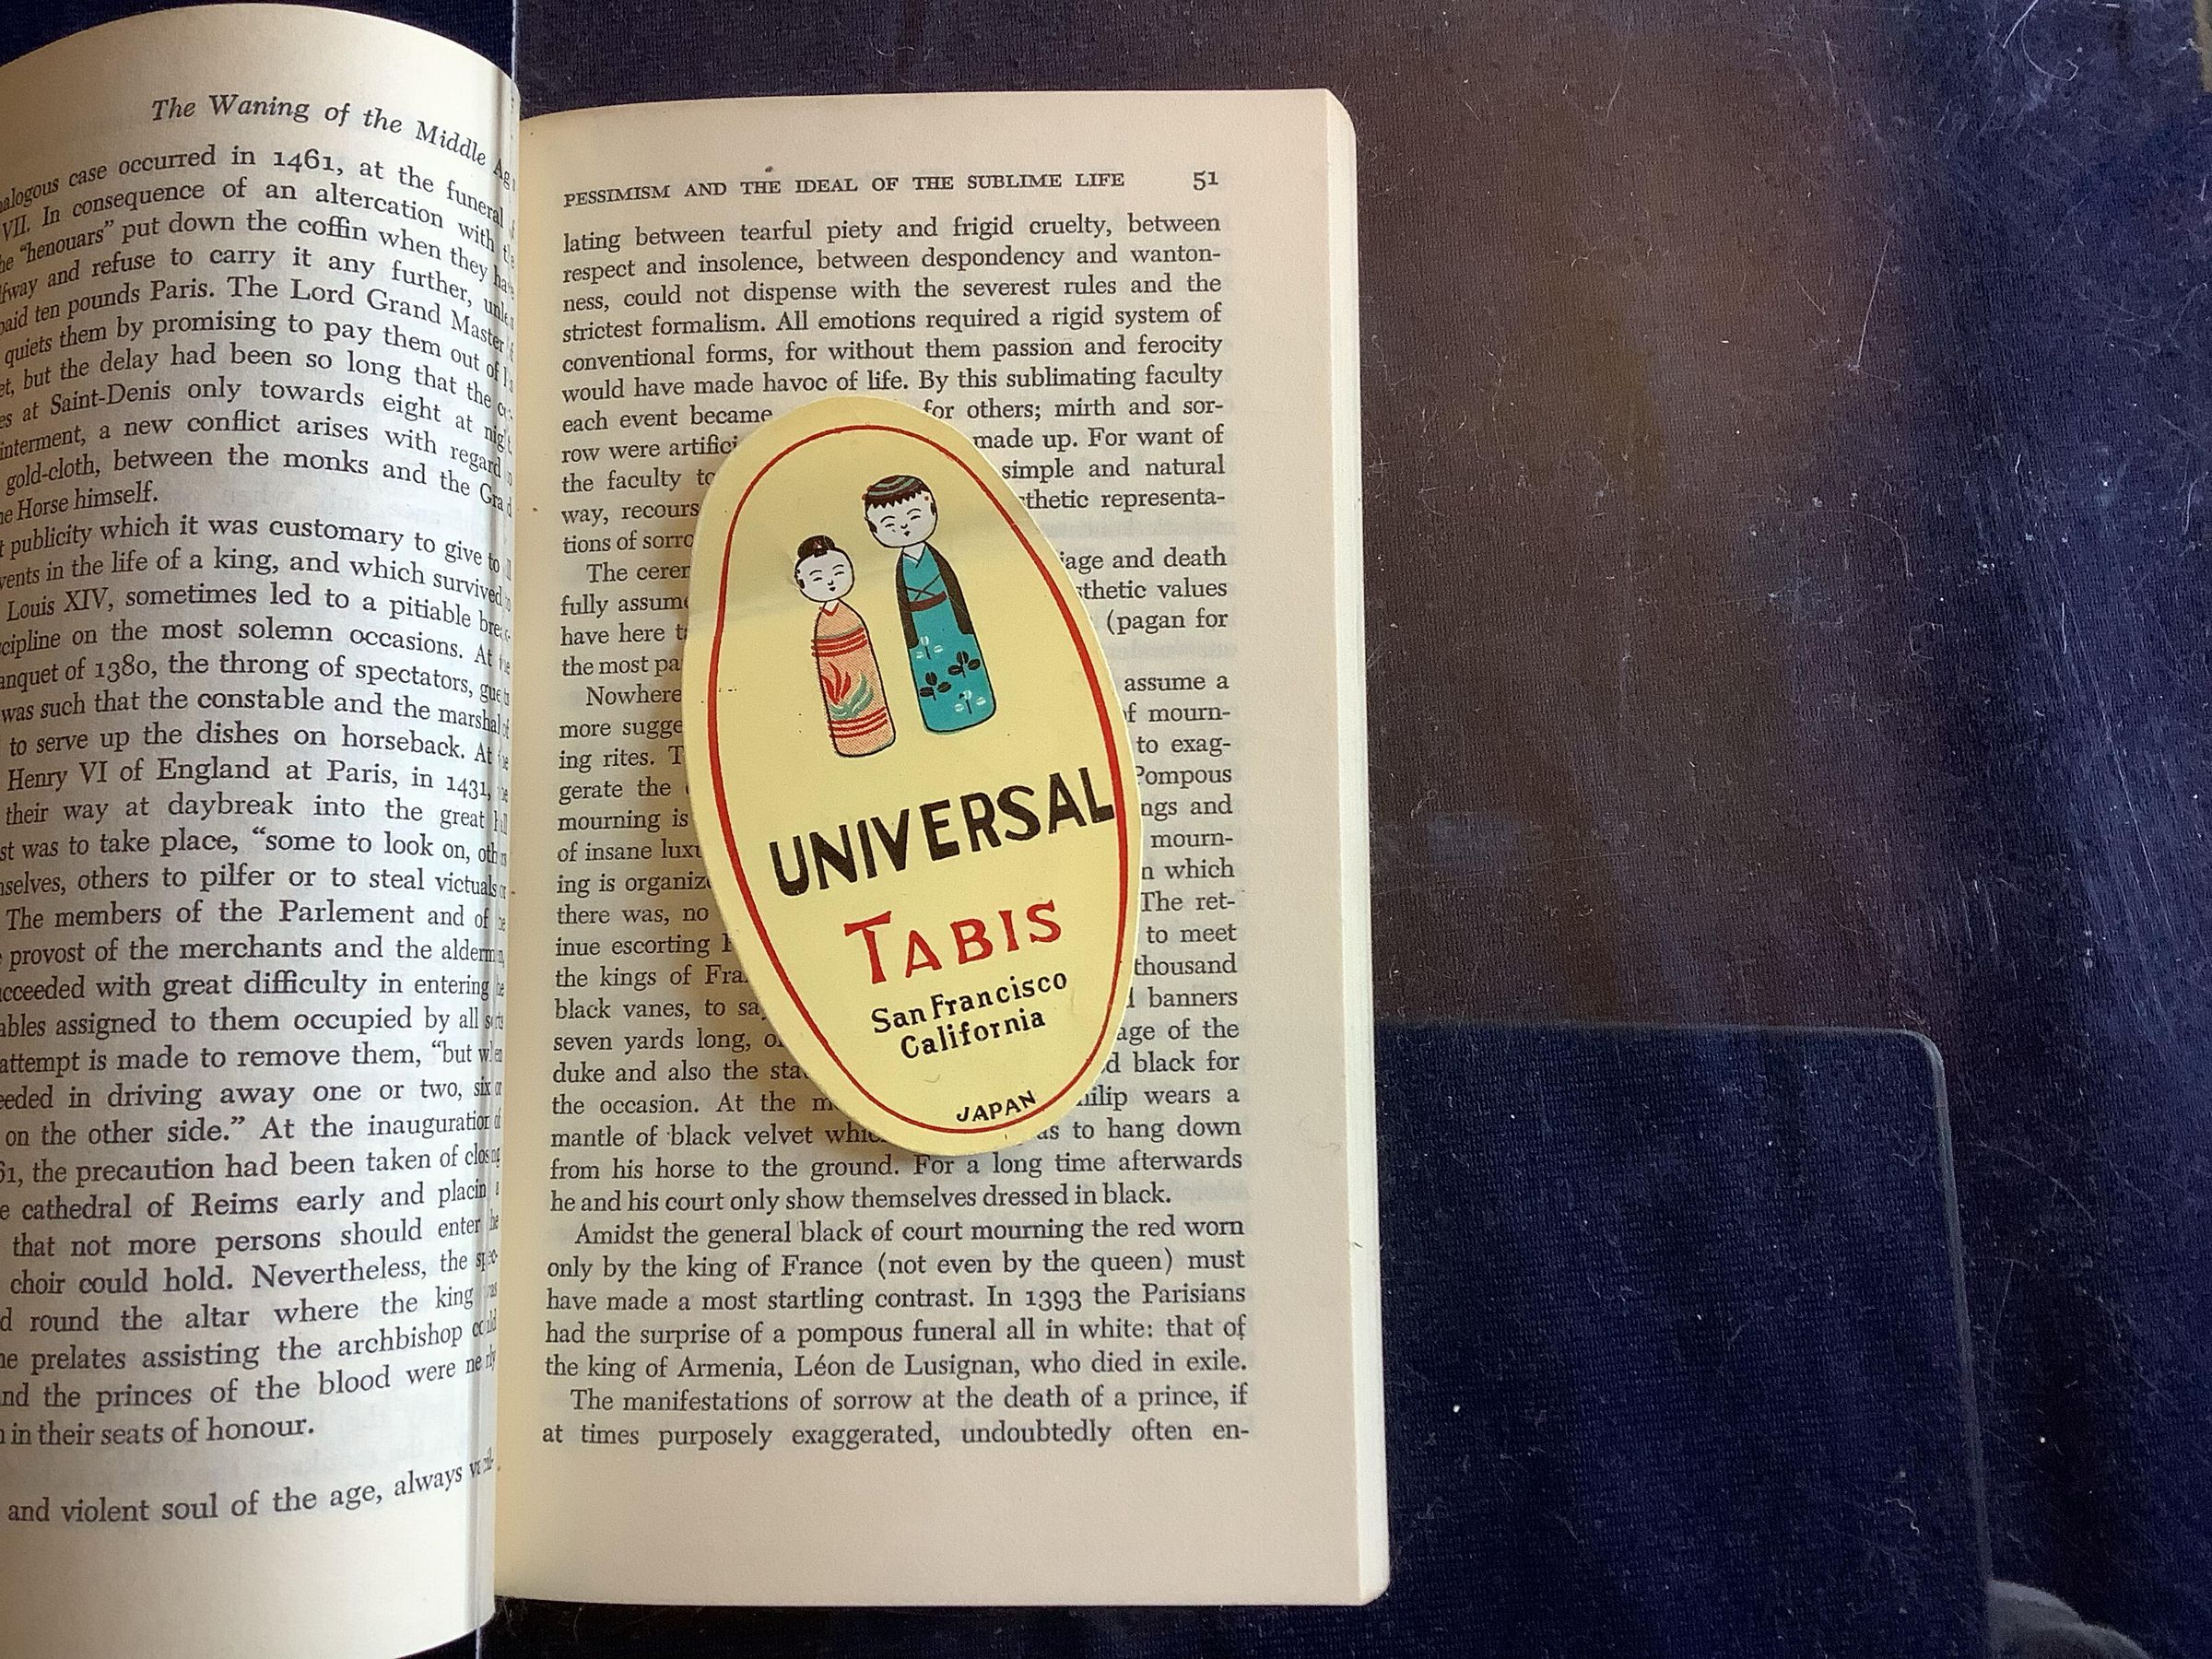 The Waning of the Middle
case occurred in 1461, at the funeral
VII. In consequence of an altercation with
"henouars" put down the coffin when they
and refuse to carry it any further,
paid ten pounds Paris. The Lord Grand Master
quiets them by promising to pay them out of
but the delay had been so long that the
at Saint-Denis only towards eight at
interment, a new conflict arises with regard
gold-cloth, between the monks and the
Horse himself.
publicity which it was customary to give to
in the life of a king, and which survived
Louis XIV, sometimes led to a pitiable
on the most solemn occasions. At
of 1380, the throng of spectators,
was such that the constable and the
to serve up the dishes on horseback. At
Henry VI of England at Paris, in 1431,
their way at daybreak into the great
was to take place, "some to look on,
others to pilfer or to steal victuals
The members of the Parlement and of
provost of the merchants and the
with great difficulty in entering
assigned to them occupied by all
attempt is made to remove them, "but
in driving away one or two, six
on the other side." At the inauguration
the precaution had been taken of
cathedral of Reims early and
that not more persons should enter
choir could hold. Nevertheless, the
round the altar where the king
prelates assisting the archbishop
and the princes of the blood were
in their seats of honour.
and violent soul of the age, always
PESSIMISM AND THE IDEAL OF THE SUBLIME LIFE 51
lating between tearful piety and frigid cruelty, between
respect and insolence, between despondency and wanton-
ness, could not dispense with the severest rules and the
strictest formalism. All emotions required a rigid system of
conventional forms, for without them passion and ferocity
would have made havoc of life. By this sublimating faculty
each event became for others; mirth and sor-
row were made up. For want of
the faculty simple and natural
way, representa-
tions of
The and death
fully values
have here (pagan for
the most
Nowhere assume a
more of mourn-
ing rites. to exag-
gerate the Pompous
mourning is and
of insane mourn-
ing is which
there was, no The ret-
inue escorting to meet
the kings of thousand
black vanes, to banners
seven yards long, of the
duke and also the black for
the occasion. At the wears a
mantle of black velvet to hang down
from his horse to the ground. For a long time afterwards
he and his court only show themselves dressed in black.
Amidst the general black of court mourning the red worn
only by the king of France (not even by the queen) must
have made a most startling contrast. In 1393 the Parisians
had the surprise of a pompous funeral all in white: that of
the king of Armenia, Léon de Lusignan, who died in exile.
The manifestations of sorrow at the death of a prince, if
at times purposely exaggerated, undoubtedly often en-
UNIVERSAL
TABIS
San Francisco
California
JAPAN